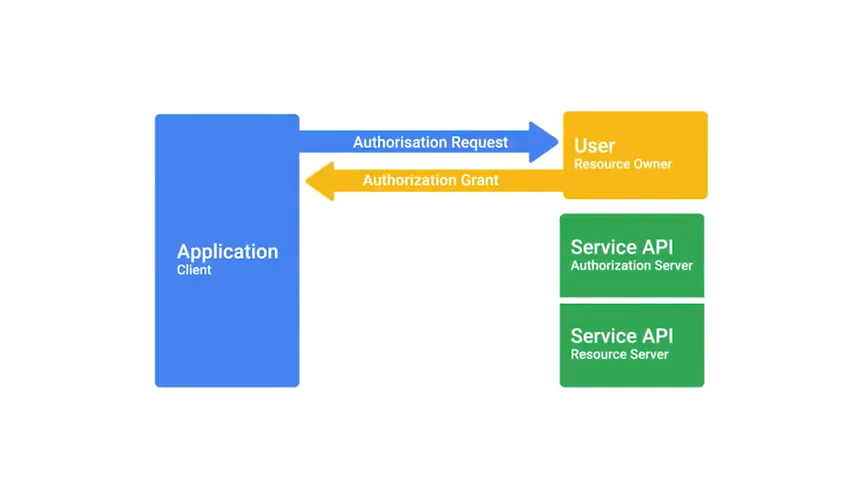 Authorisation Request
Authorization Grant
User
Resource Owner
Application
Client
Service API
Authorization Server
Service API
Resource Server